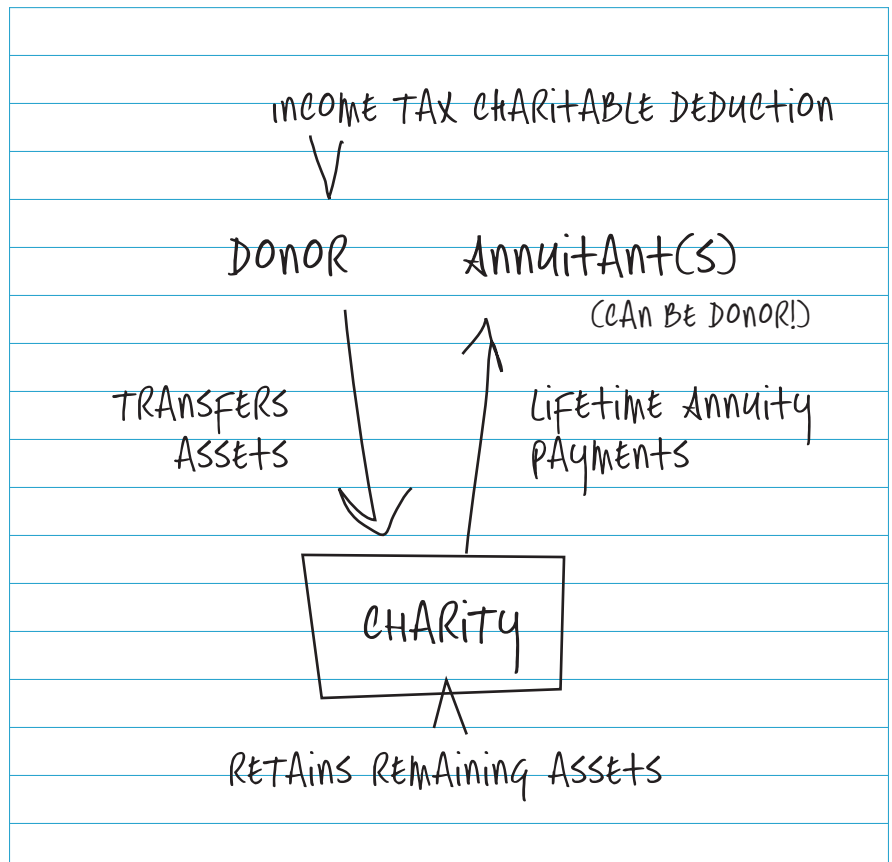 INCOME TAX CHARITABLE DEDUCTION
DONOR
ANNUITANT(S)
(CAN BE DONOR!)
TRANSFERS
ASSETS
LIFETIME ANNUITY
PAYMENTS
CHARITY
RETAINS REMAINING ASSETS